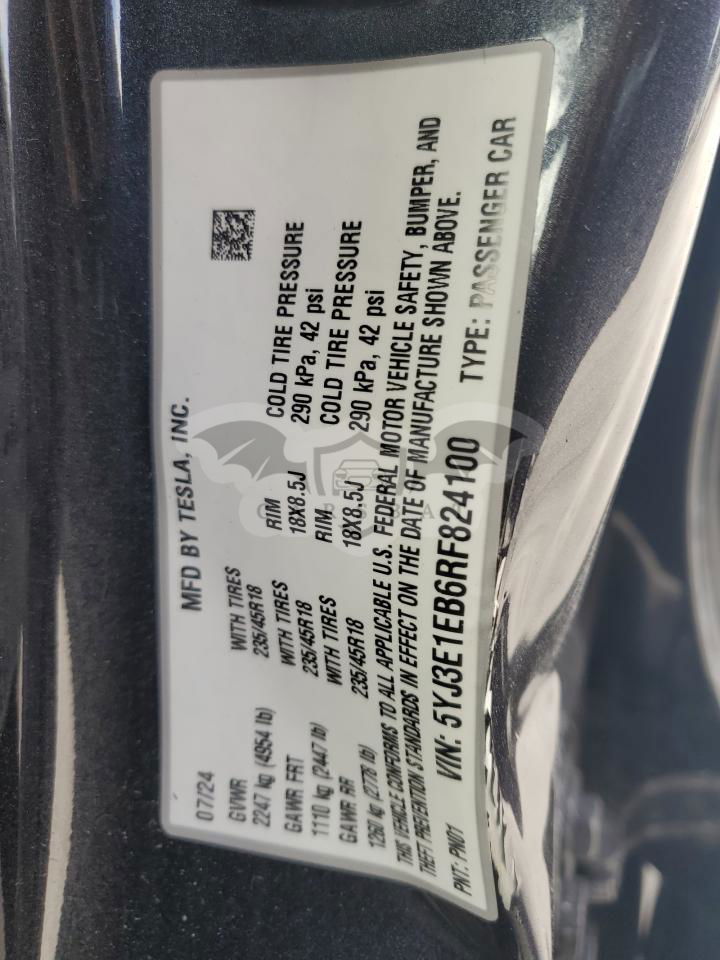 MFD BY TESLA, INC.
07/24
GVWR
2247 kg (4954 lb)
WITH TIRES
235/45R18
RIM
18X8.5J
COLD TIRE PRESSURE
290 kPa, 42 psi
GAWR FRT
1110 kg (2447 lb)
WITH TIRES
235/45R18
RIM
18X8.5J
COLD TIRE PRESSURE
290 kPa, 42 psi
GAWR RR
1260 kg (2778 lb)
WITH TIRES
235/45R18
THIS VEHICLE CONFORMS TO ALL APPLICABLE U.S. FEDERAL MOTOR VEHICLE SAFETY, BUMPER, AND
THEFT PREVENTION STANDARDS IN EFFECT ON THE DATE OF MANUFACTURE SHOWN ABOVE.
PNT: PN01
VIN: 5YJ3E1EB6RF824100
TYPE: PASSENGER CAR